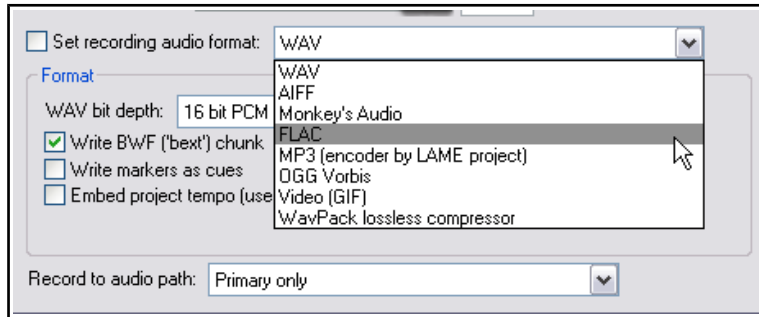 Set recording audio format: WAV
WAV
AIFF
Format
WAV bit depth: 16 bit PCM
Monkey's Audio
FLAC
Write BWF ('bext') chunk
MP3 (encoder by LAME project)
Write markers as cues
OGG Vorbis
Embed project tempo (use
Video (GIF)
WavPack lossless compressor
Record to audio path: Primary only